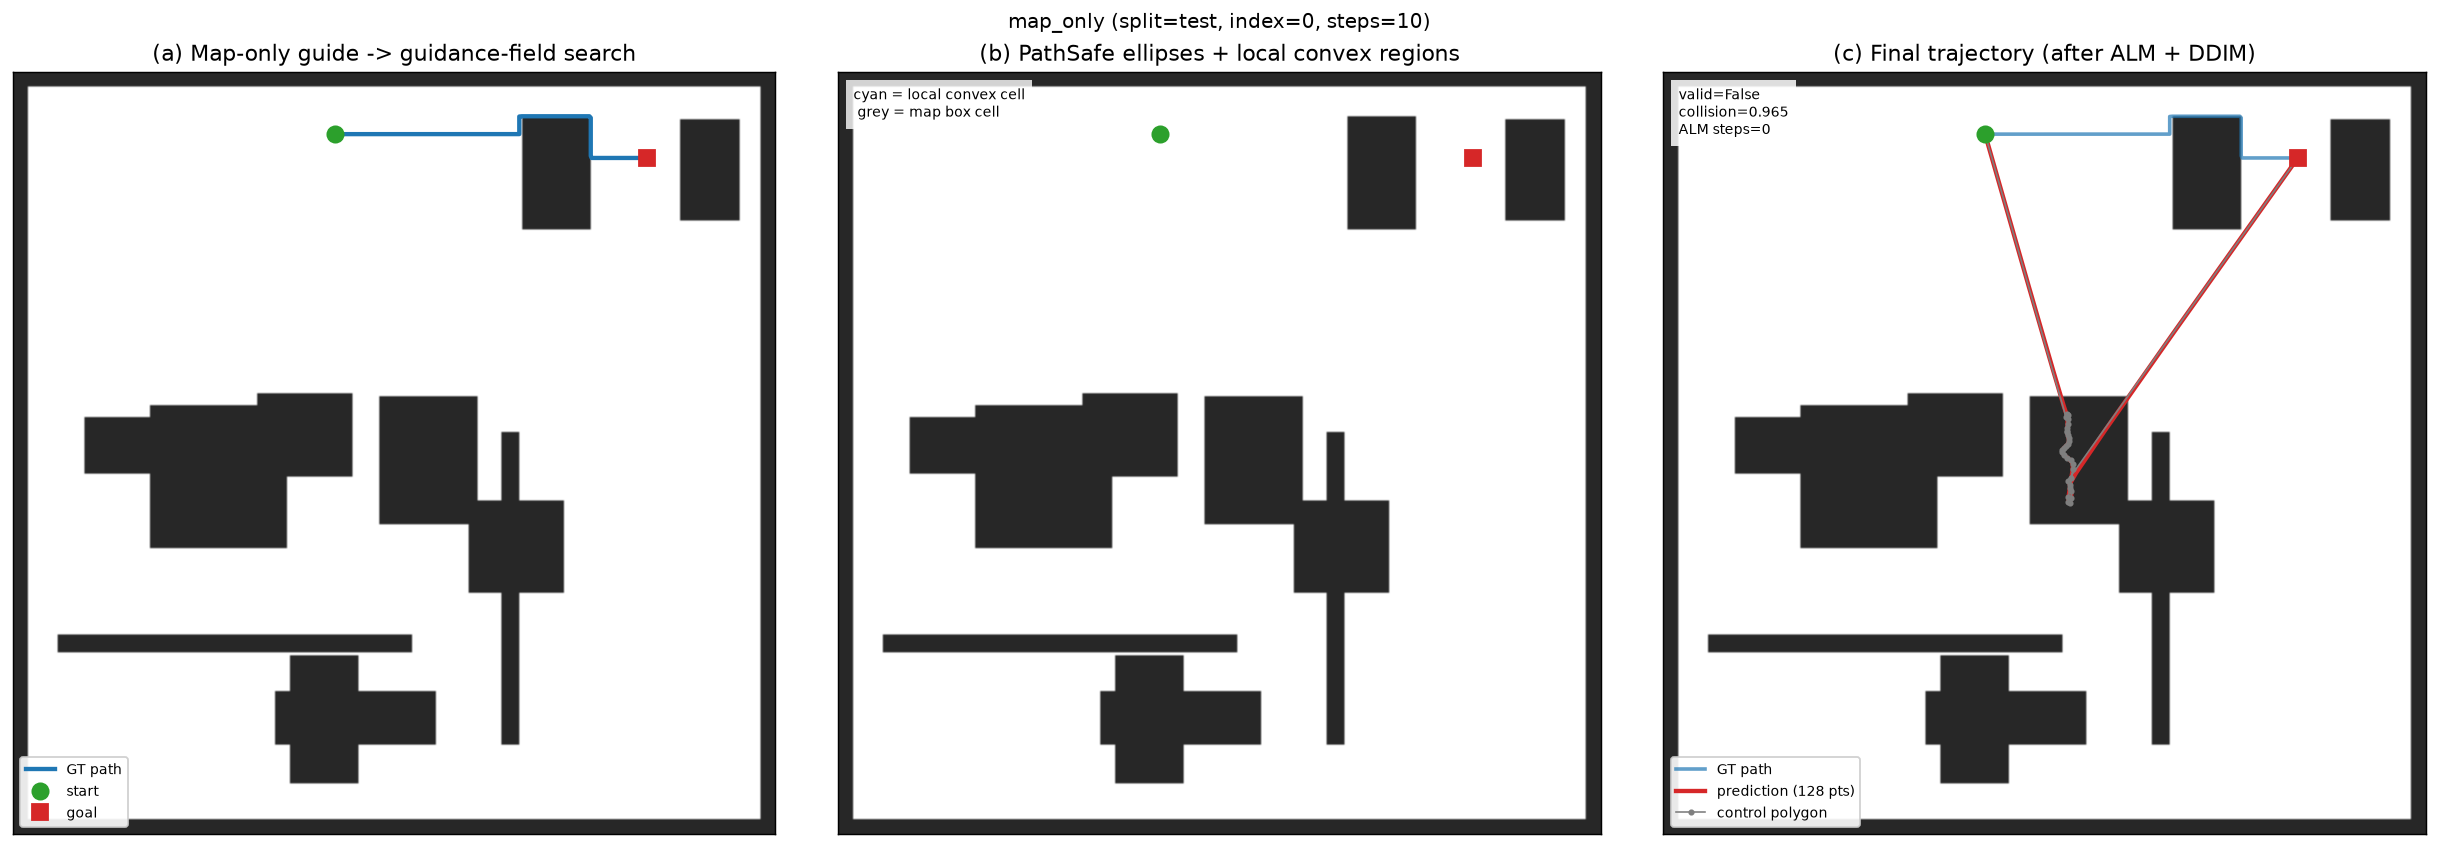 map_only (split=test, index=0, steps=10)
(a) Map-only guide -> guidance-field search
GT path
start
goal
(b) PathSafe ellipses + local convex regions
cyan = local convex cell
grey = map box cell
(c) Final trajectory (after ALM + DDIM)
valid=False
collision=0.965
ALM steps=0
GT path
prediction (128 pts)
control polygon